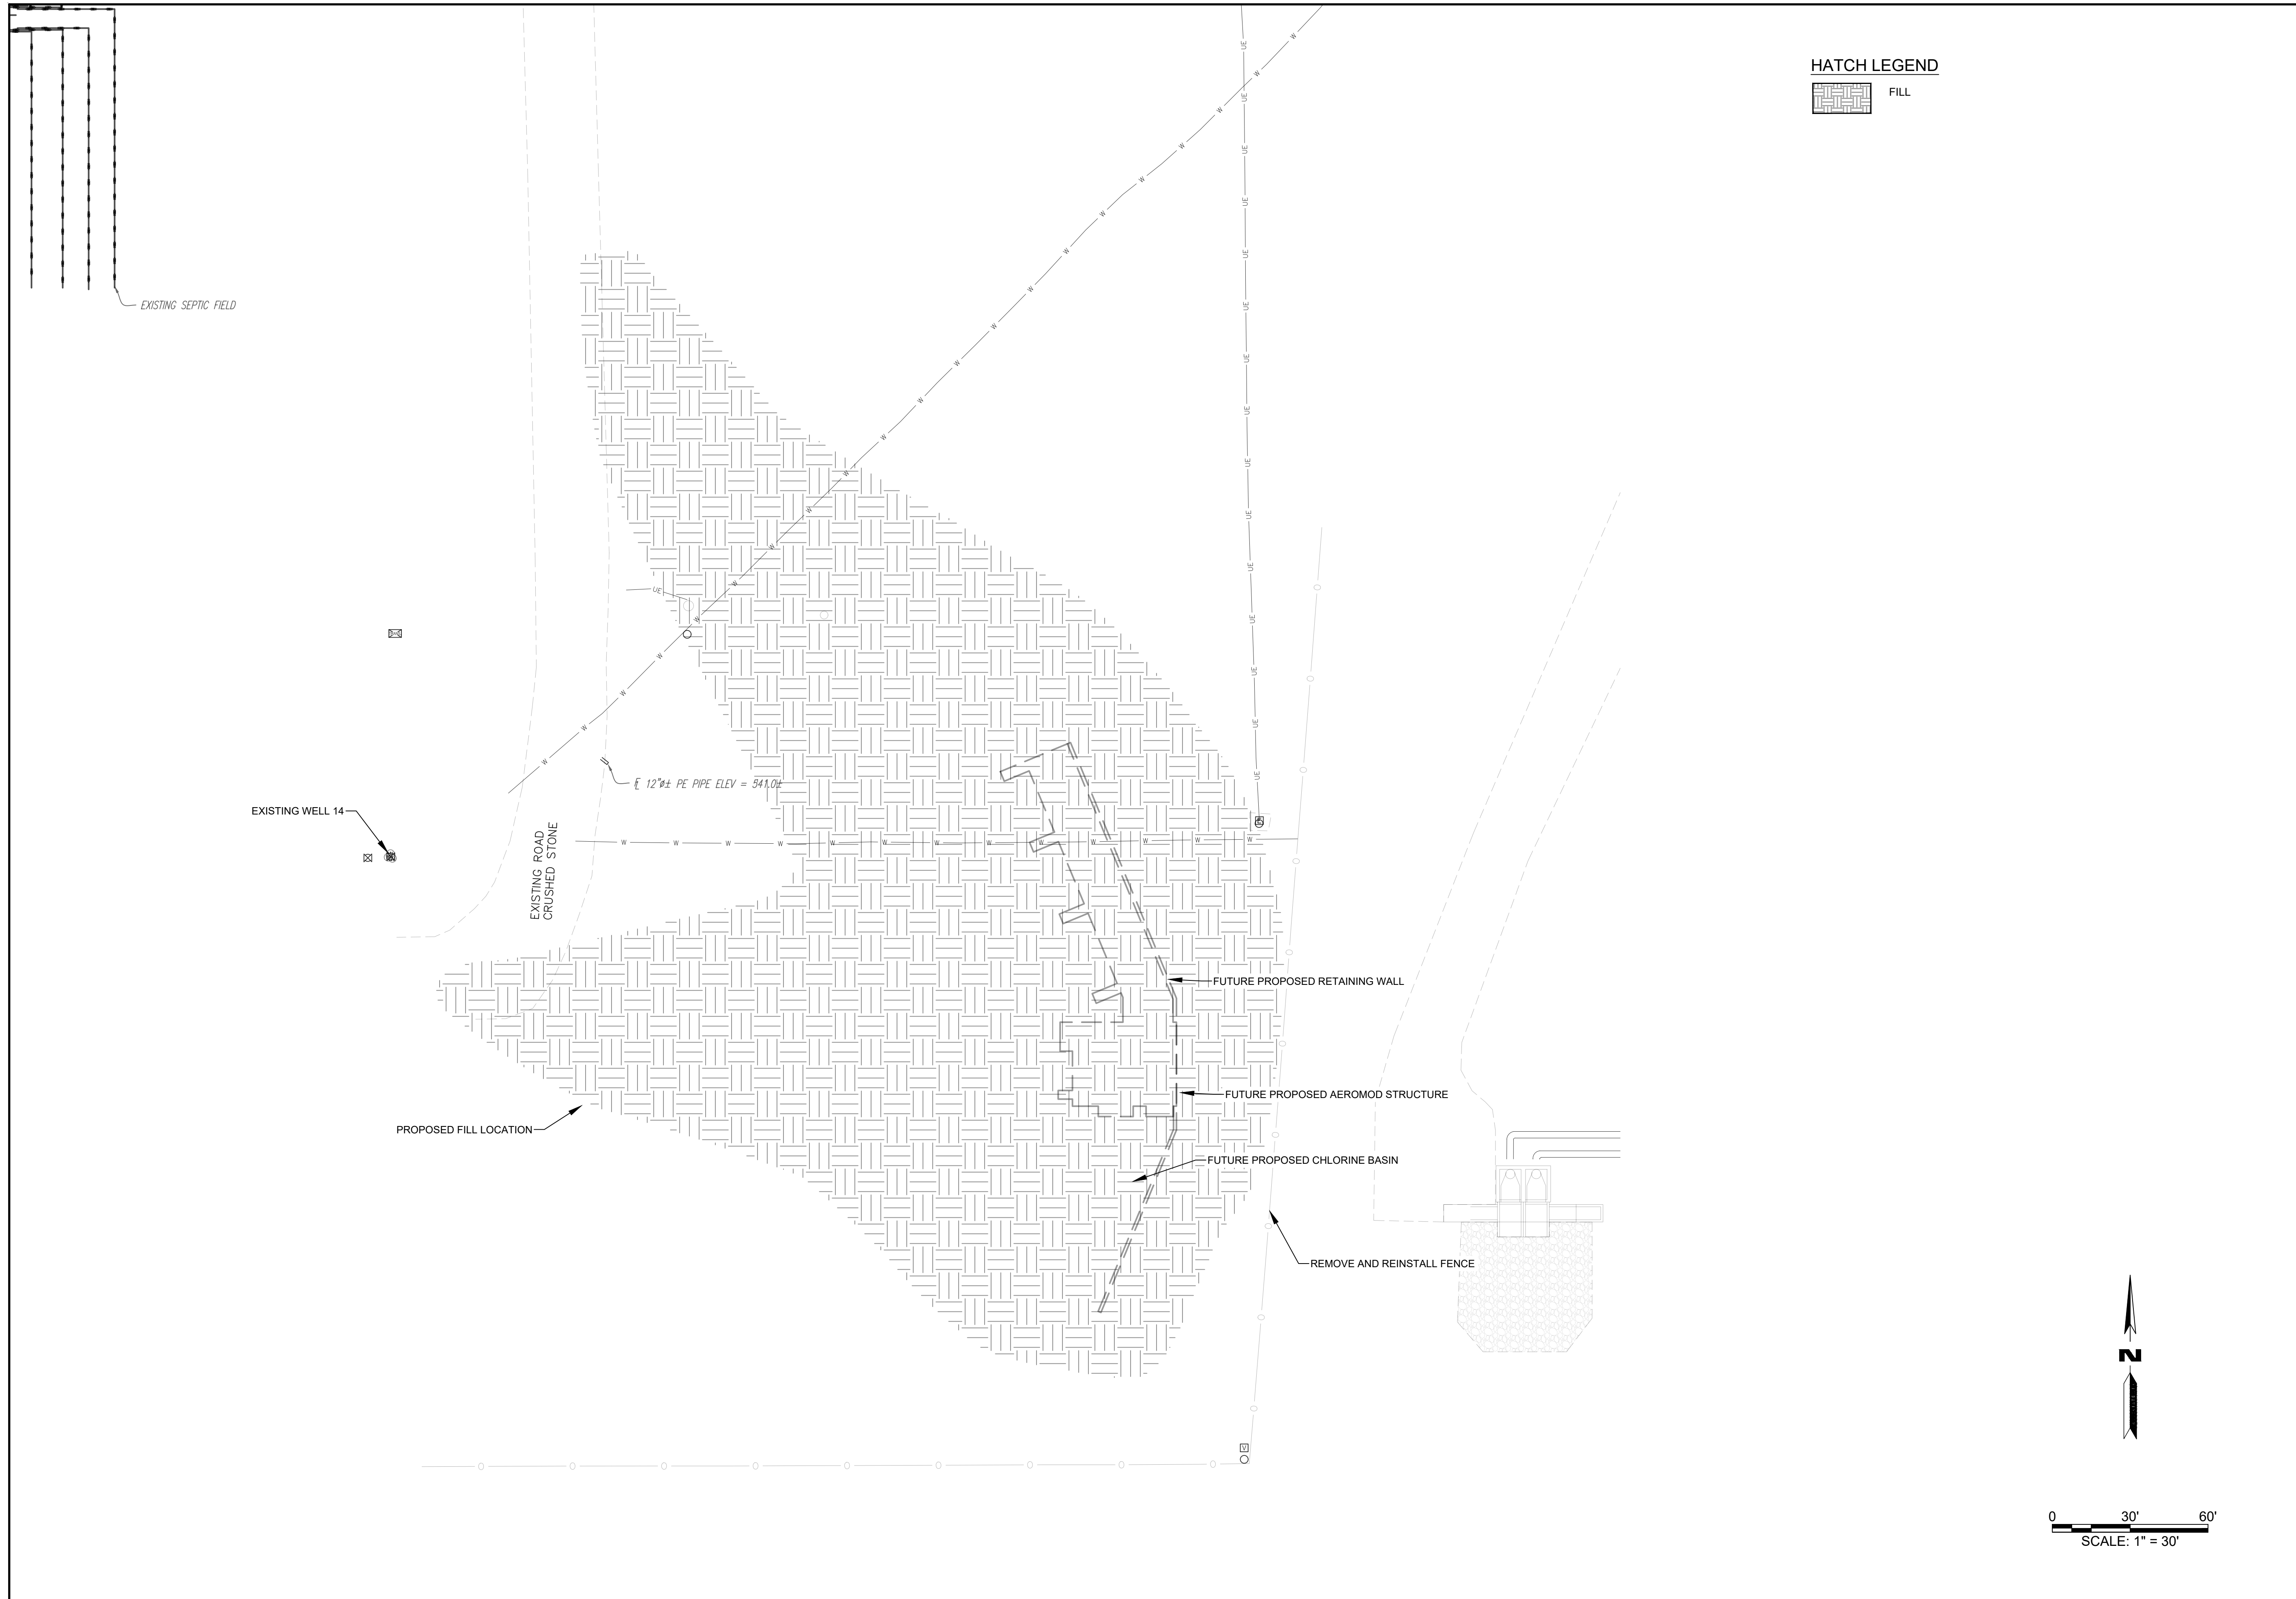 HATCH LEGEND
FILL
EXISTING SEPTIC FIELD
℄ 12"ø± PE PIPE ELEV = 541.0±
EXISTING WELL 14
EXISTING ROAD
CRUSHED STONE
FUTURE PROPOSED RETAINING WALL
FUTURE PROPOSED AEROMOD STRUCTURE
PROPOSED FILL LOCATION
FUTURE PROPOSED CHLORINE BASIN
REMOVE AND REINSTALL FENCE
N
0 30' 60'
SCALE: 1" = 30'